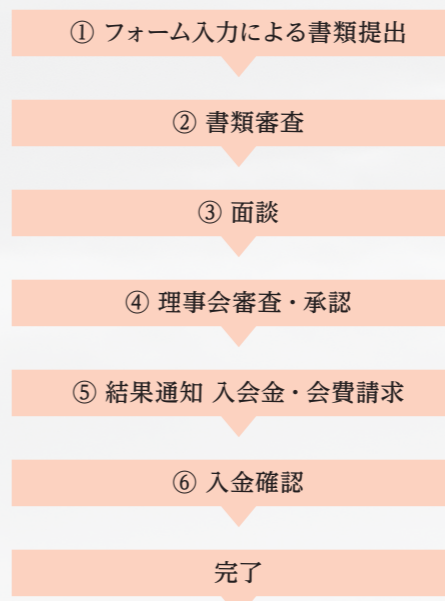 ① フォーム入力による書類提出
② 書類審査
③ 面談
④ 理事会審査・承認
⑤ 結果通知 入会金・会費請求
⑥ 入金確認
完了